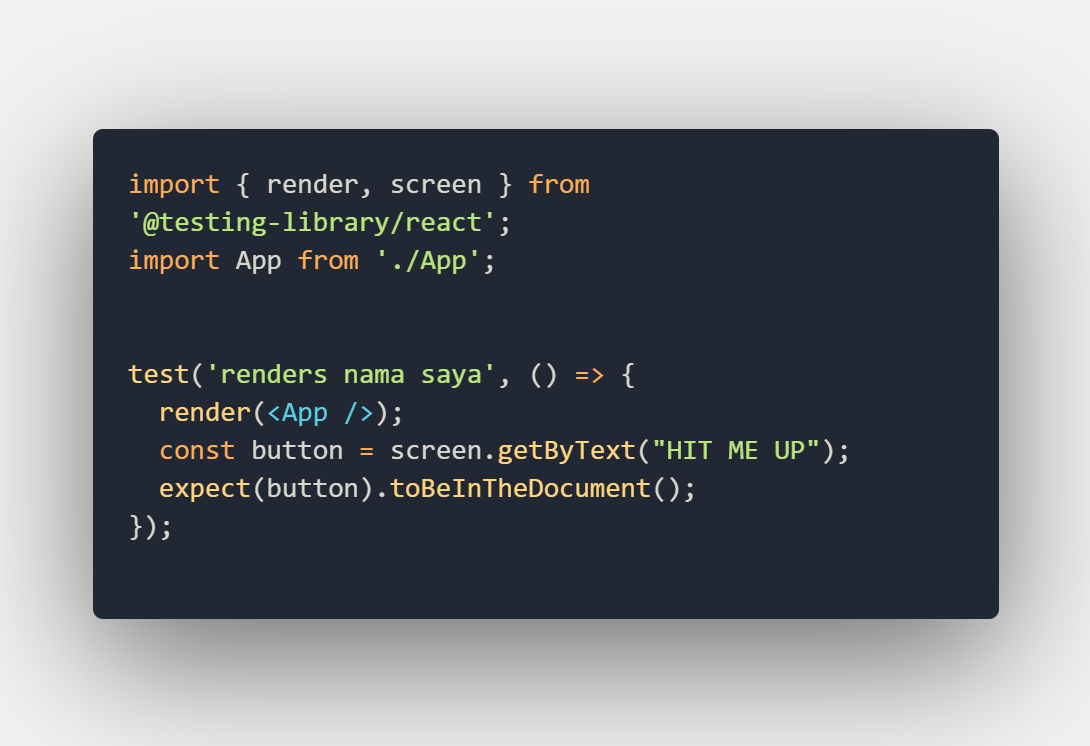 import { render, screen } from
'@testing-library/react';
import App from './App';
test('renders nama saya', () => {
  render(<App />);
  const button = screen.getByText("HIT ME UP");
  expect(button).toBeInTheDocument();
});